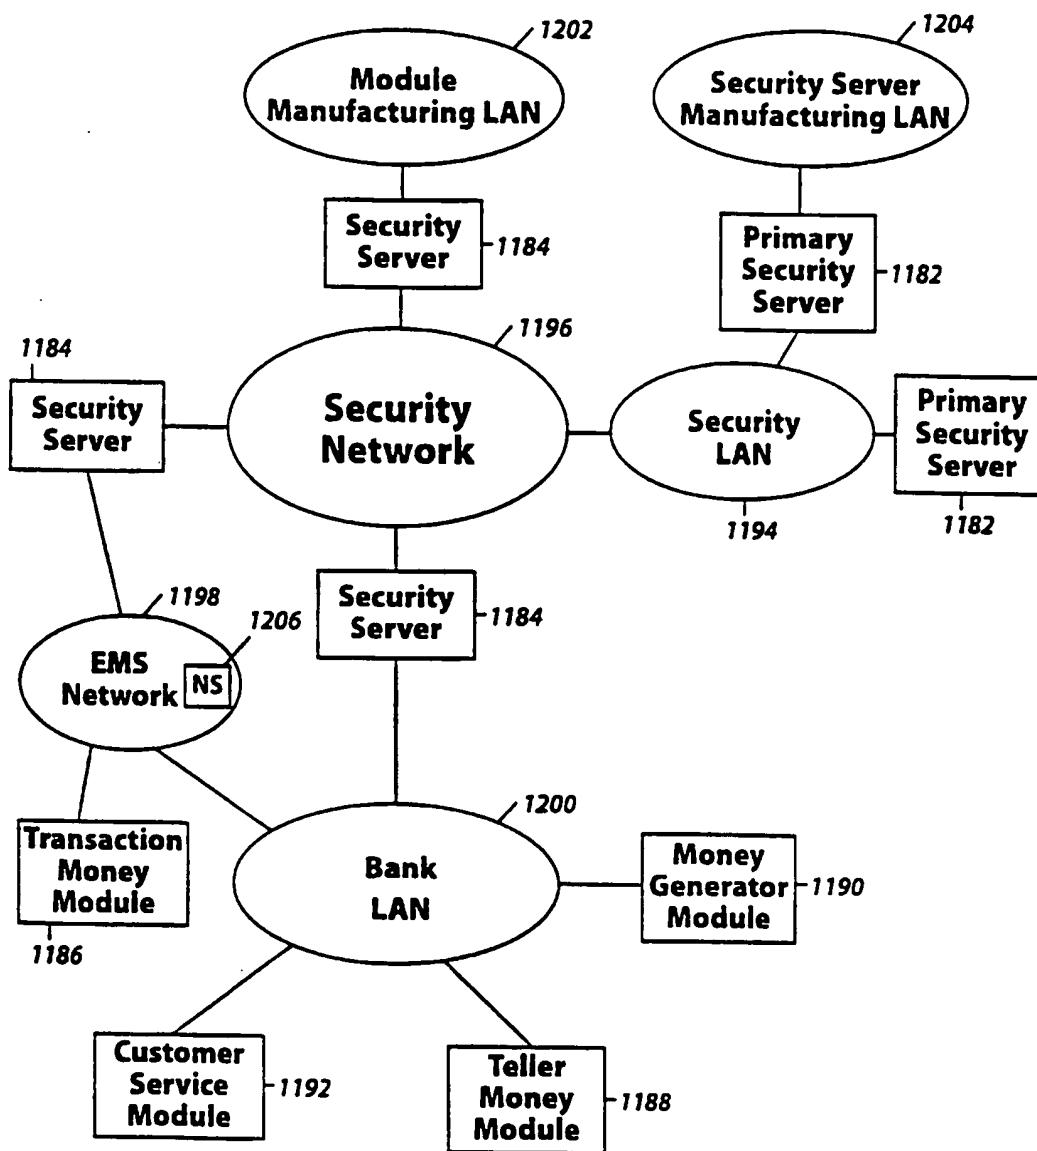 1202
Module
Manufacturing LAN
1204
Security Server
Manufacturing LAN
Security
Server
1184
Primary
Security
Server
1182
1196
Security
Network
1184
Security
Server
Security
LAN
1194
Primary
Security
Server
1182
Security
Server
1184
1198
1206
EMS
Network
NS
Transaction
Money
Module
1186
1200
Bank
LAN
Money
Generator
Module
1190
Customer
Service
Module
1192
Teller
Money
Module
1188